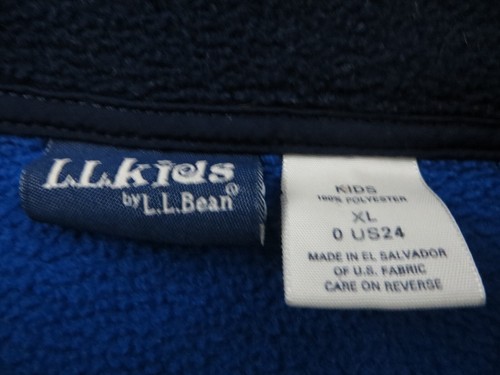 L.L.kids
by L.L.Bean®
KIDS
100% POLYESTER
XL
0 US24
MADE IN EL SALVADOR
OF U.S. FABRIC
CARE ON REVERSE